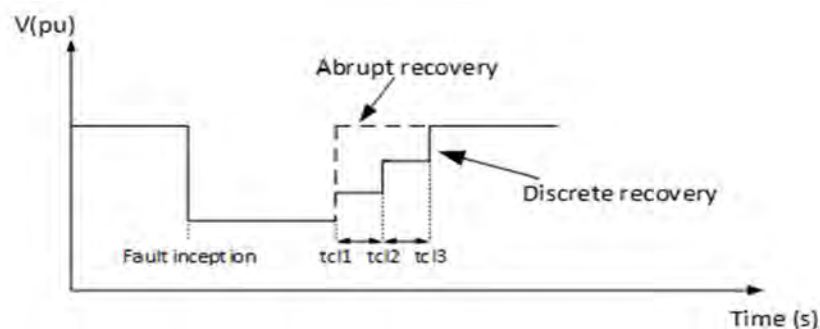 V(pu)
Abrupt recovery
Discrete recovery
Fault inception
tcl1 tcl2 tcl3
Time (s)